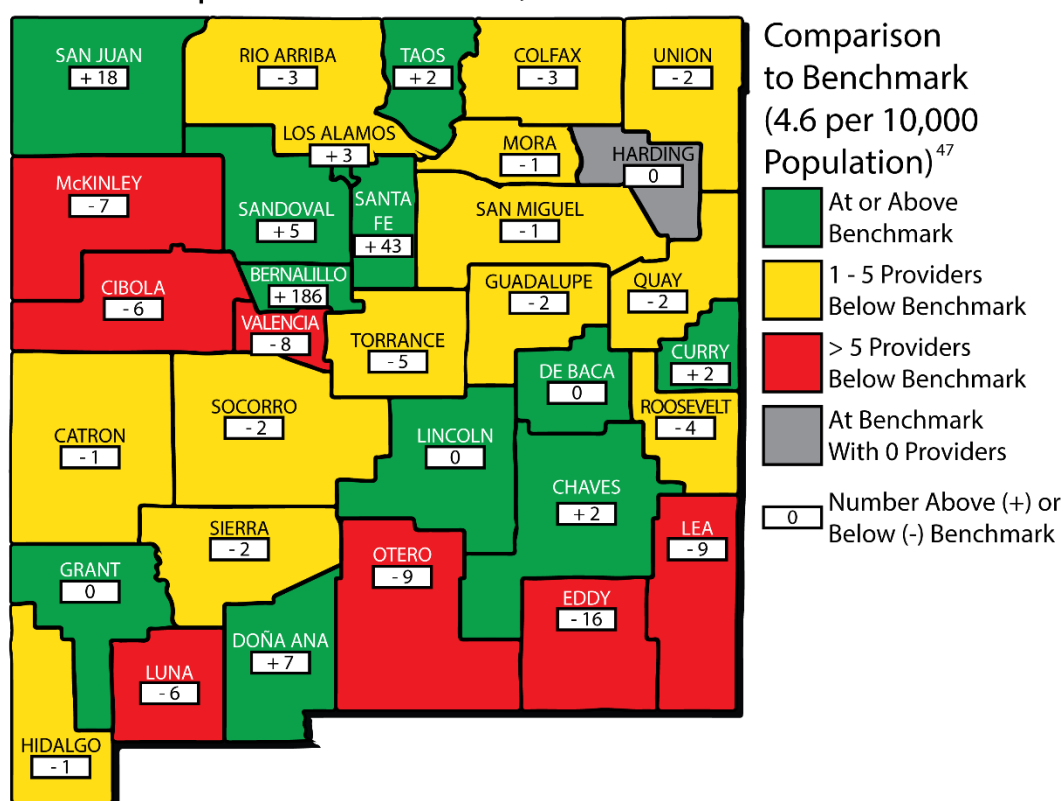 SAN JUAN
+ 18
RIO ARRIBA
- 3
TAOS
+ 2
COLFAX
- 3
UNION
- 2
LOS ALAMOS
+ 3
MORA
- 1
HARDING
0
McKINLEY
- 7
SANDOVAL
+ 5
SANTA
FE
+ 43
SAN MIGUEL
- 1
CIBOLA
- 6
BERNALILLO
+ 186
GUADALUPE
- 2
QUAY
- 2
VALENCIA
- 8
TORRANCE
- 5
DE BACA
0
CURRY
+ 2
CATRON
- 1
SOCORRO
- 2
LINCOLN
0
ROOSEVELT
- 4
CHAVES
+ 2
SIERRA
- 2
OTERO
- 9
LEA
- 9
GRANT
0
EDDY
- 16
DOÑA ANA
+ 7
LUNA
- 6
HIDALGO
- 1
Comparison
to Benchmark
(4.6 per 10,000
Population)47
At or Above
Benchmark
1 - 5 Providers
Below Benchmark
> 5 Providers
Below Benchmark
At Benchmark
With 0 Providers
0
Number Above (+) or
Below (-) Benchmark